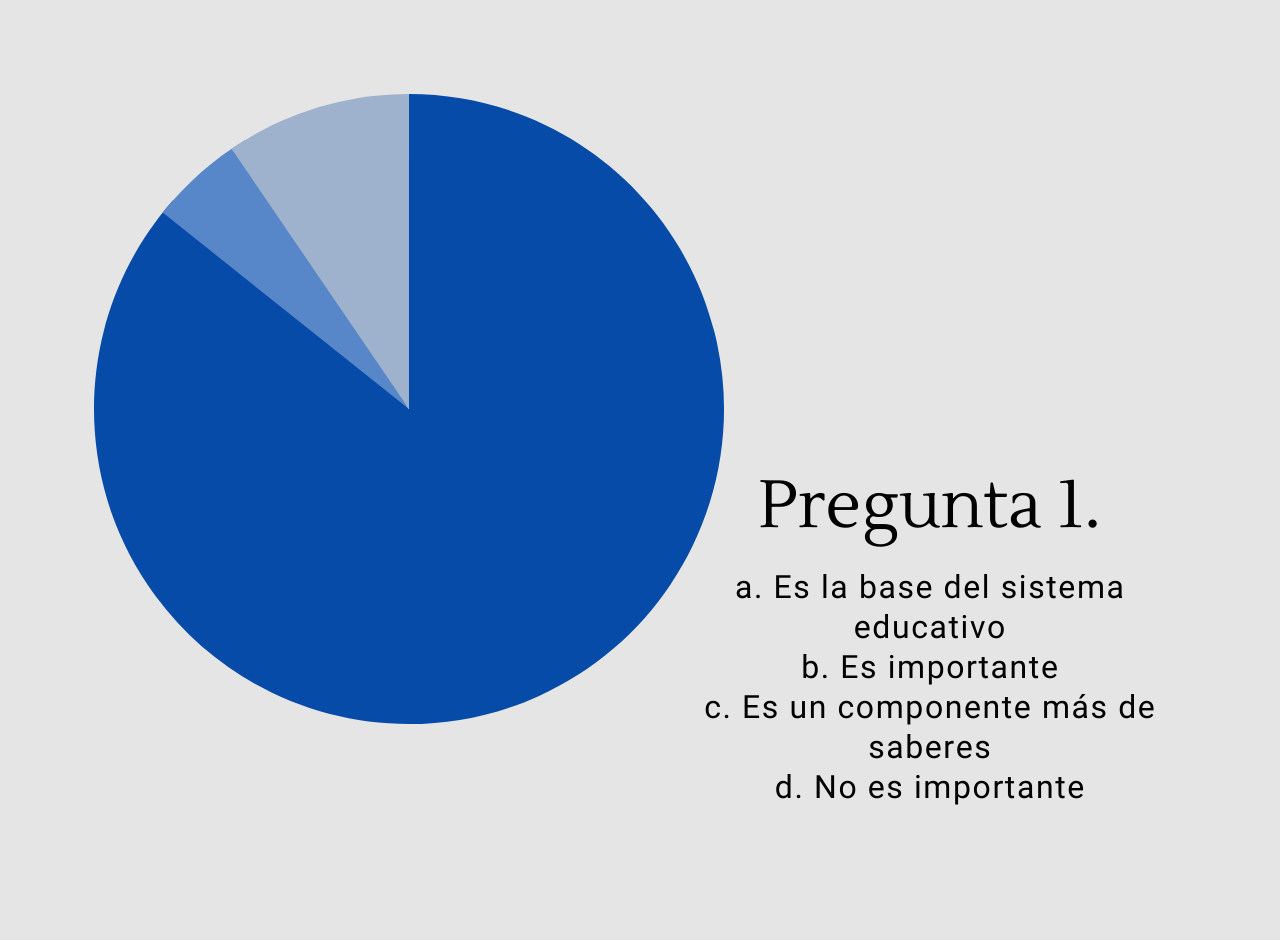 Pregunta 1.
a. Es la base del sistema
educativo
b. Es importante
c. Es un componente más de
saberes
d. No es importante